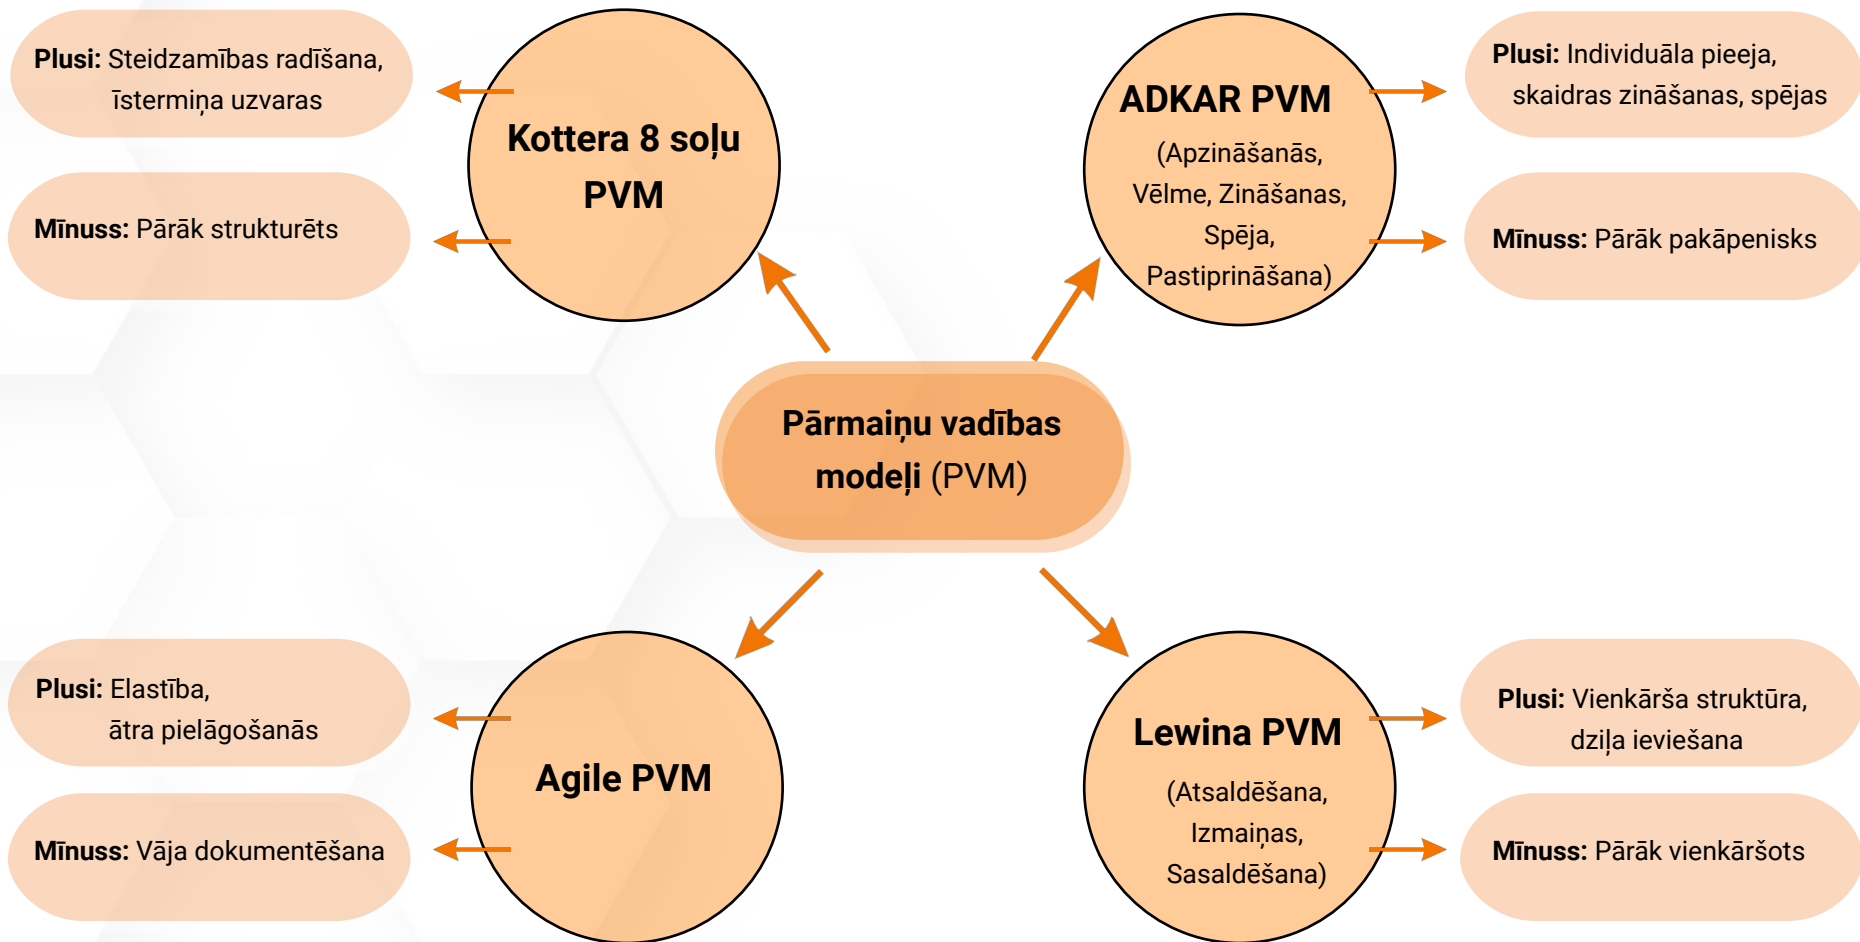 Plusi: Steidzamības radīšana,
īstermiņa uzvaras
Mīnuss: Pārāk strukturēts
Kottera 8 soļu
PVM
ADKAR PVM
(Apzināšanās,
Vēlme, Zināšanas,
Spēja,
Pastiprināšana)
Plusi: Individuāla pieeja,
skaidras zināšanas, spējas
Mīnuss: Pārāk pakāpenisks
Pārmaiņu vadības
modeļi (PVM)
Plusi: Elastība,
ātra pielāgošanās
Mīnuss: Vāja dokumentēšana
Agile PVM
Lewina PVM
(Atsaldēšana,
Izmaiņas,
Sasaldēšana)
Plusi: Vienkārša struktūra,
dziļa ieviešana
Mīnuss: Pārāk vienkāršots